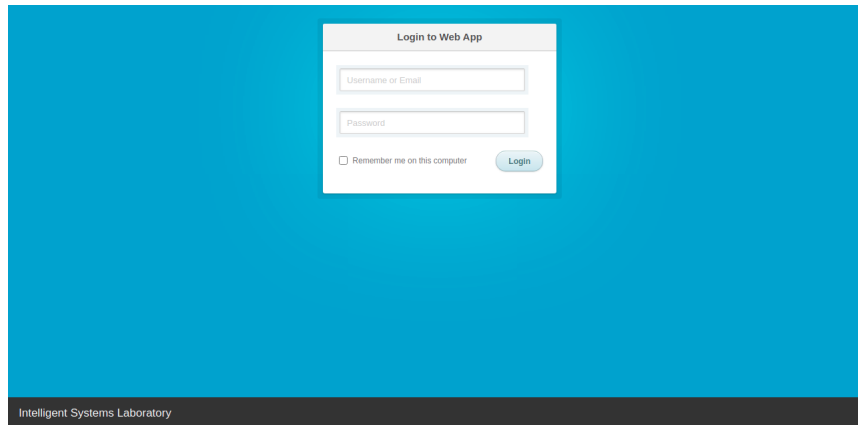 Login to Web App
Username or Email
Password
Remember me on this computer
Login
Intelligent Systems Laboratory